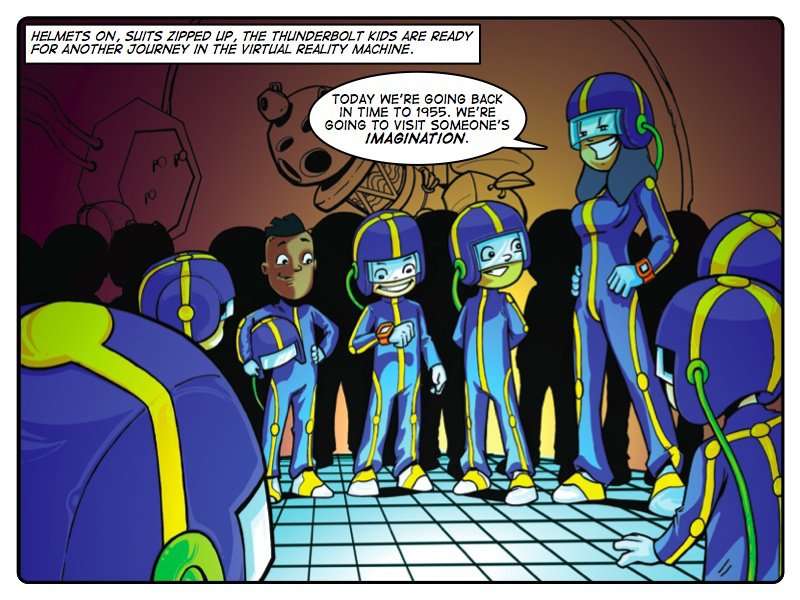 HELMETS ON, SUITS ZIPPED UP, THE THUNDERBOLT KIDS ARE READY
FOR ANOTHER JOURNEY IN THE VIRTUAL REALITY MACHINE.
TODAY WE'RE GOING BACK
IN TIME TO 1955. WE'RE
GOING TO VISIT SOMEONE'S
IMAGINATION.